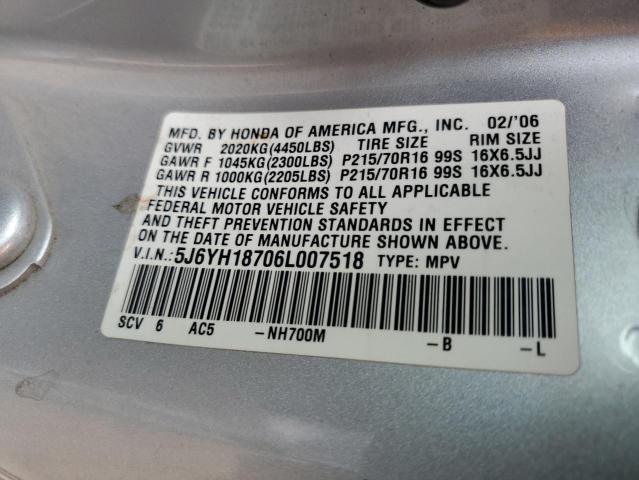 MFD. BY HONDA OF AMERICA MFG., INC. 02/'06
GVWR 2020KG(4450LBS) TIRE SIZE RIM SIZE
GAWR F 1045KG(2300LBS) P215/70R16 99S 16X6.5JJ
GAWR R 1000KG(2205LBS) P215/70R16 99S 16X6.5JJ
THIS VEHICLE CONFORMS TO ALL APPLICABLE
FEDERAL MOTOR VEHICLE SAFETY
AND THEFT PREVENTION STANDARDS IN EFFECT
ON THE DATE OF MANUFACTURE SHOWN ABOVE.
V.I.N.:5J6YH18706L007518 TYPE: MPV
SCV 6 AC5 -NH700M -B -L